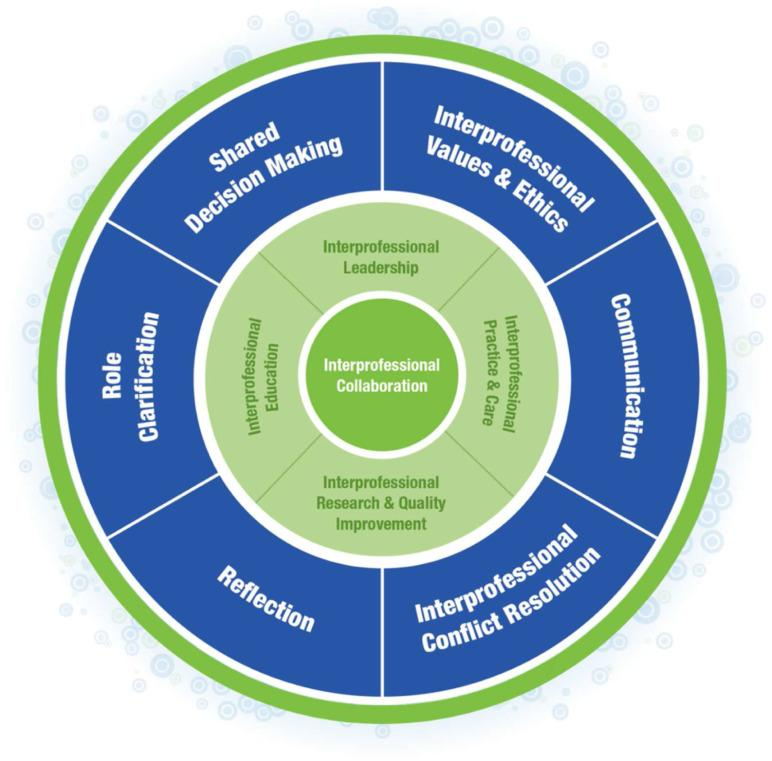 Shared
Decision Making
Interprofessional
Values & Ethics
Communication
Interprofessional
Conflict Resolution
Reflection
Role
Clarification
Interprofessional
Leadership
Interprofessional
Practice & Care
Interprofessional
Research & Quality
Improvement
Interprofessional
Education
Interprofessional
Collaboration